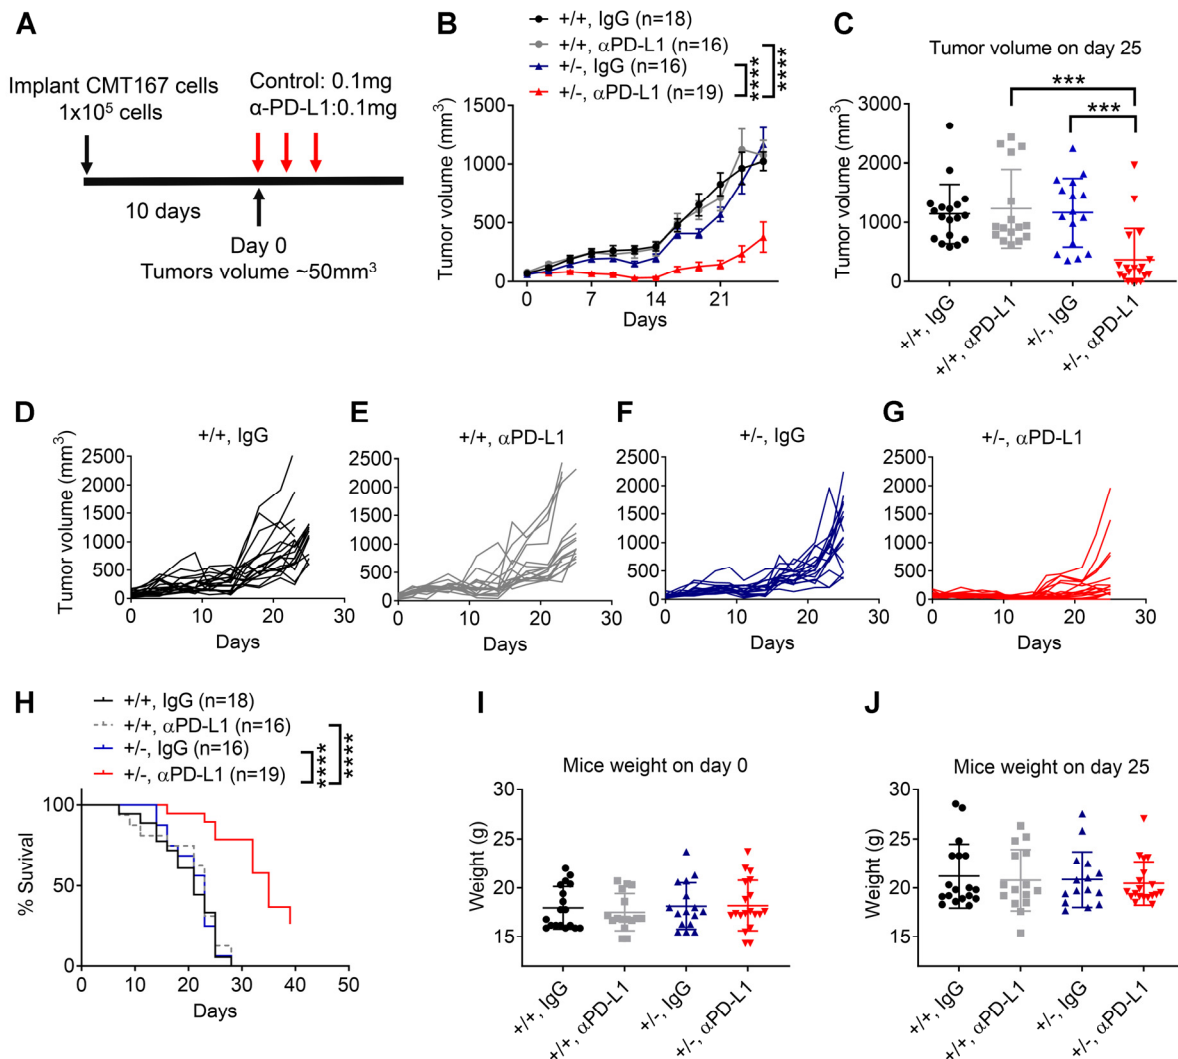 A
Implant CMT167 cells
1x10⁵ cells
Control: 0.1mg
α-PD-L1:0.1mg
10 days
Day 0
Tumors volume ~50mm³
B
+/+, IgG (n=18)
+/+, αPD-L1 (n=16)
+/-, IgG (n=16)
+/-, αPD-L1 (n=19)
****
****
Tumor volume (mm³)
1500
1000
500
0
0 7 14 21
Days
C
Tumor volume on day 25
***
***
Tumor volume (mm³)
3000
2000
1000
0
+/+, IgG
+/+, αPD-L1
+/-, IgG
+/-, αPD-L1
D
+/+, IgG
Tumor volume (mm³)
2500
2000
1500
1000
500
0
0 10 20 30
Days
E
+/+, αPD-L1
2500
2000
1500
1000
500
0
0 10 20 30
Days
F
+/-, IgG
2500
2000
1500
1000
500
0
0 10 20 30
Days
G
+/-, αPD-L1
2500
2000
1500
1000
500
0
0 10 20 30
Days
H
+/+, IgG (n=18)
+/+, αPD-L1 (n=16)
+/-, IgG (n=16)
+/-, αPD-L1 (n=19)
****
****
% Suvival
100
50
0
0 10 20 30 40 50
Days
I
Mice weight on day 0
Weight (g)
30
25
20
15
+/+, IgG
+/+, αPD-L1
+/-, IgG
+/-, αPD-L1
J
Mice weight on day 25
Weight (g)
30
25
20
15
+/+, IgG
+/+, αPD-L1
+/-, IgG
+/-, αPD-L1